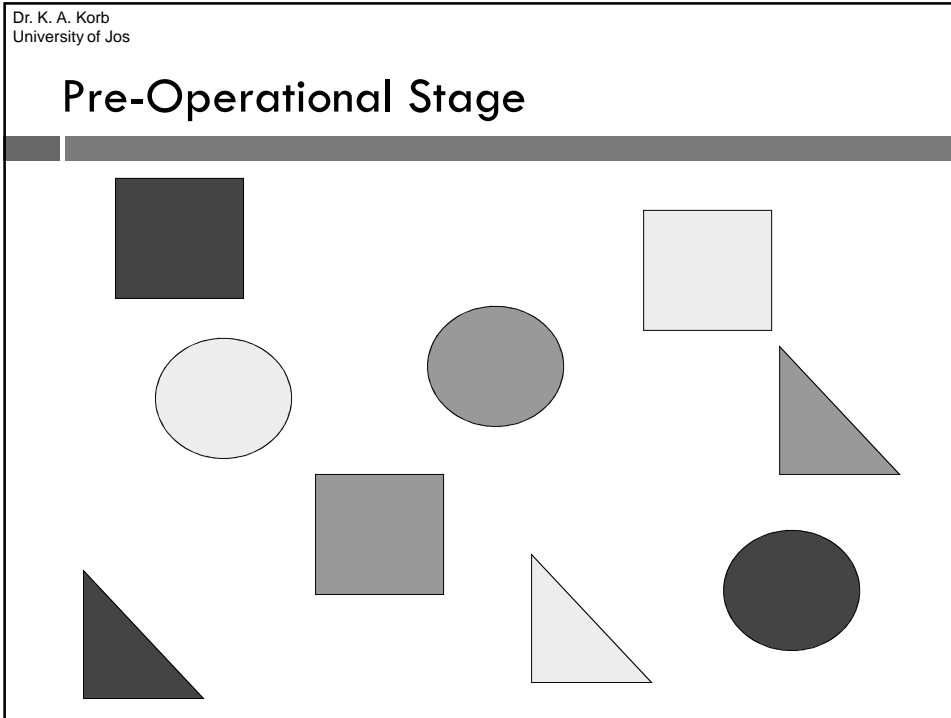 Dr. K. A. Korb
University of Jos
Pre-Operational Stage